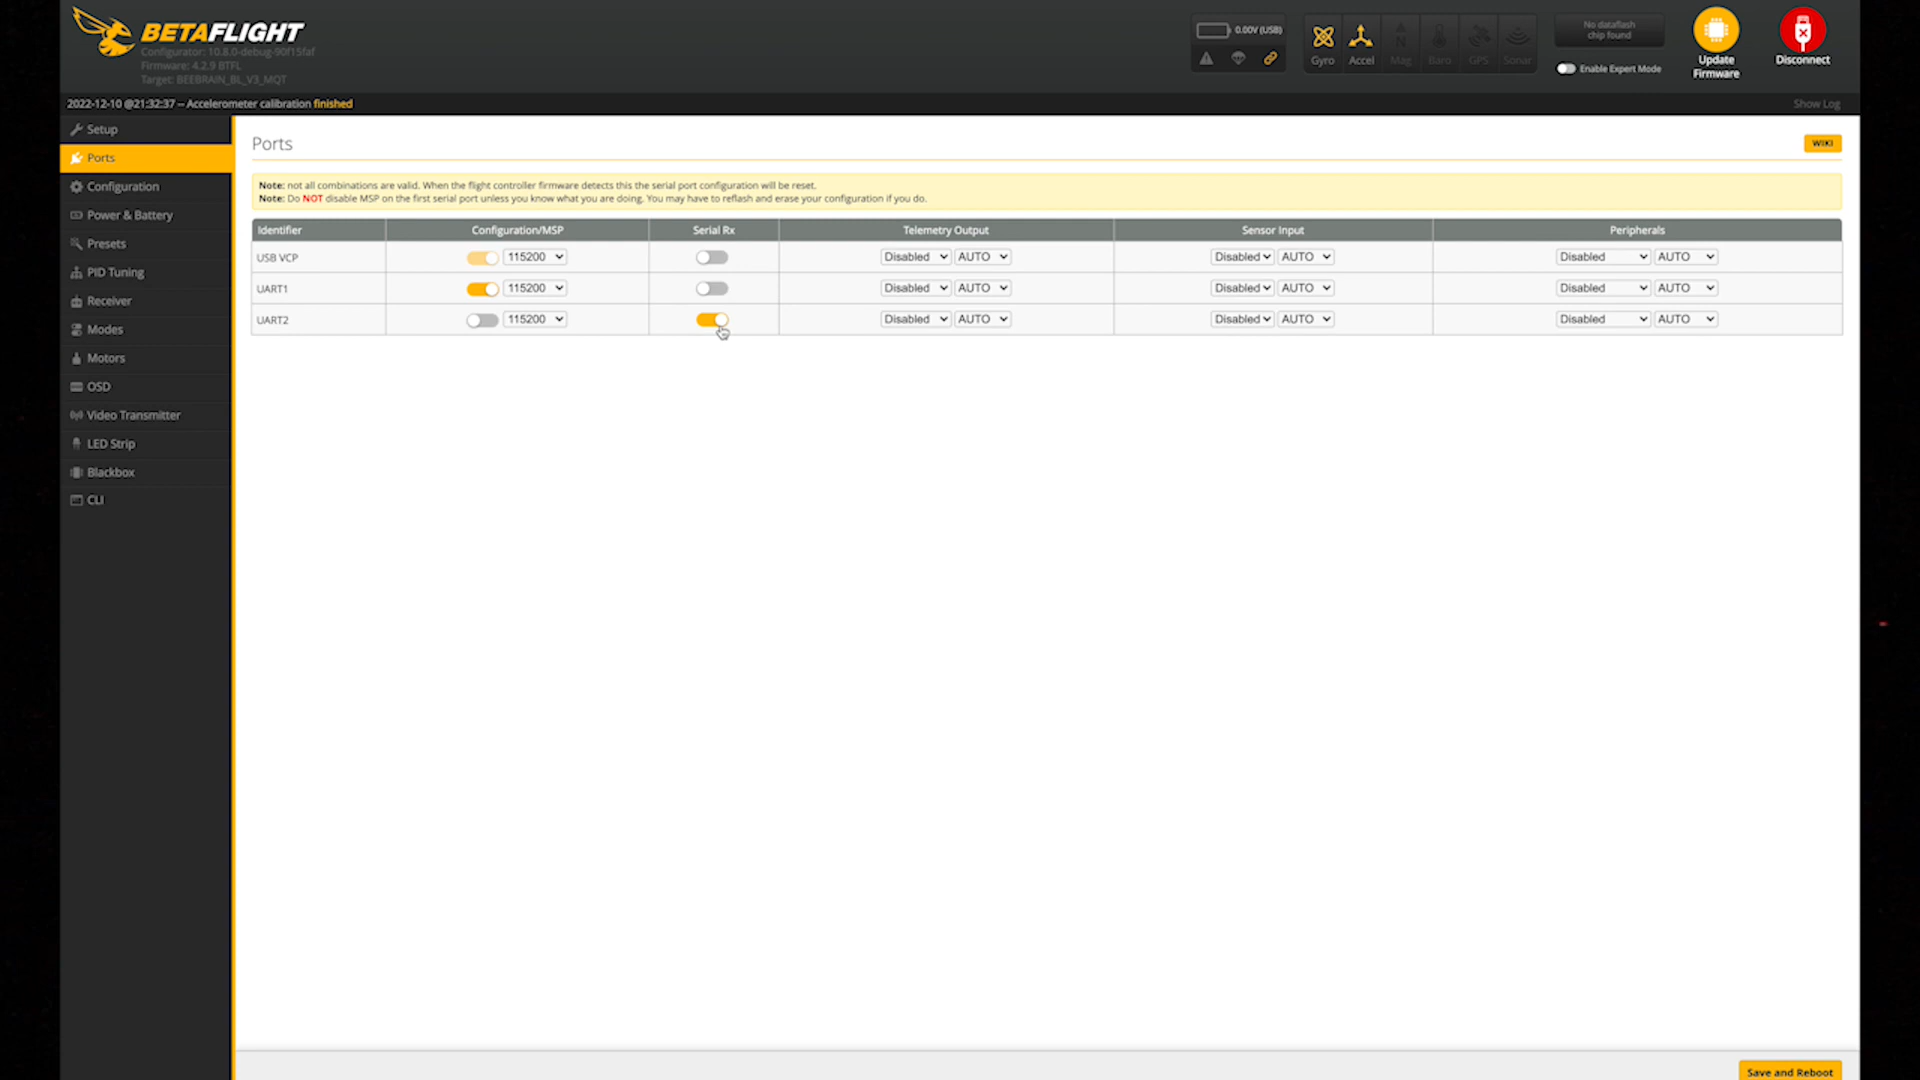 BETAFLIGHT
Configurator: 10.8.0-debug-90f15faf
Firmware: 4.2.9 BTFL
Target: BEEBRAIN_BL_V3_MQT
0.00V (USB)
Gyro Accel Mag Baro GPS Sonar
No dataflash
chip found
Enable Expert Mode
Update
Firmware
Disconnect
2022-12-10 @21:32:37 -- Accelerometer calibration finished
Show Log
Setup
Ports
Configuration
Power & Battery
Presets
PID Tuning
Receiver
Modes
Motors
OSD
Video Transmitter
LED Strip
Blackbox
CLI
Ports
WIKI
Note: not all combinations are valid. When the flight controller firmware detects this the serial port configuration will be reset.
Note: Do NOT disable MSP on the first serial port unless you know what you are doing. You may have to reflash and erase your configuration if you do.
Identifier Configuration/MSP Serial Rx Telemetry Output Sensor Input Peripherals
USB VCP 115200 Disabled AUTO Disabled AUTO Disabled AUTO
UART1 115200 Disabled AUTO Disabled AUTO Disabled AUTO
UART2 115200 Disabled AUTO Disabled AUTO Disabled AUTO
Save and Reboot